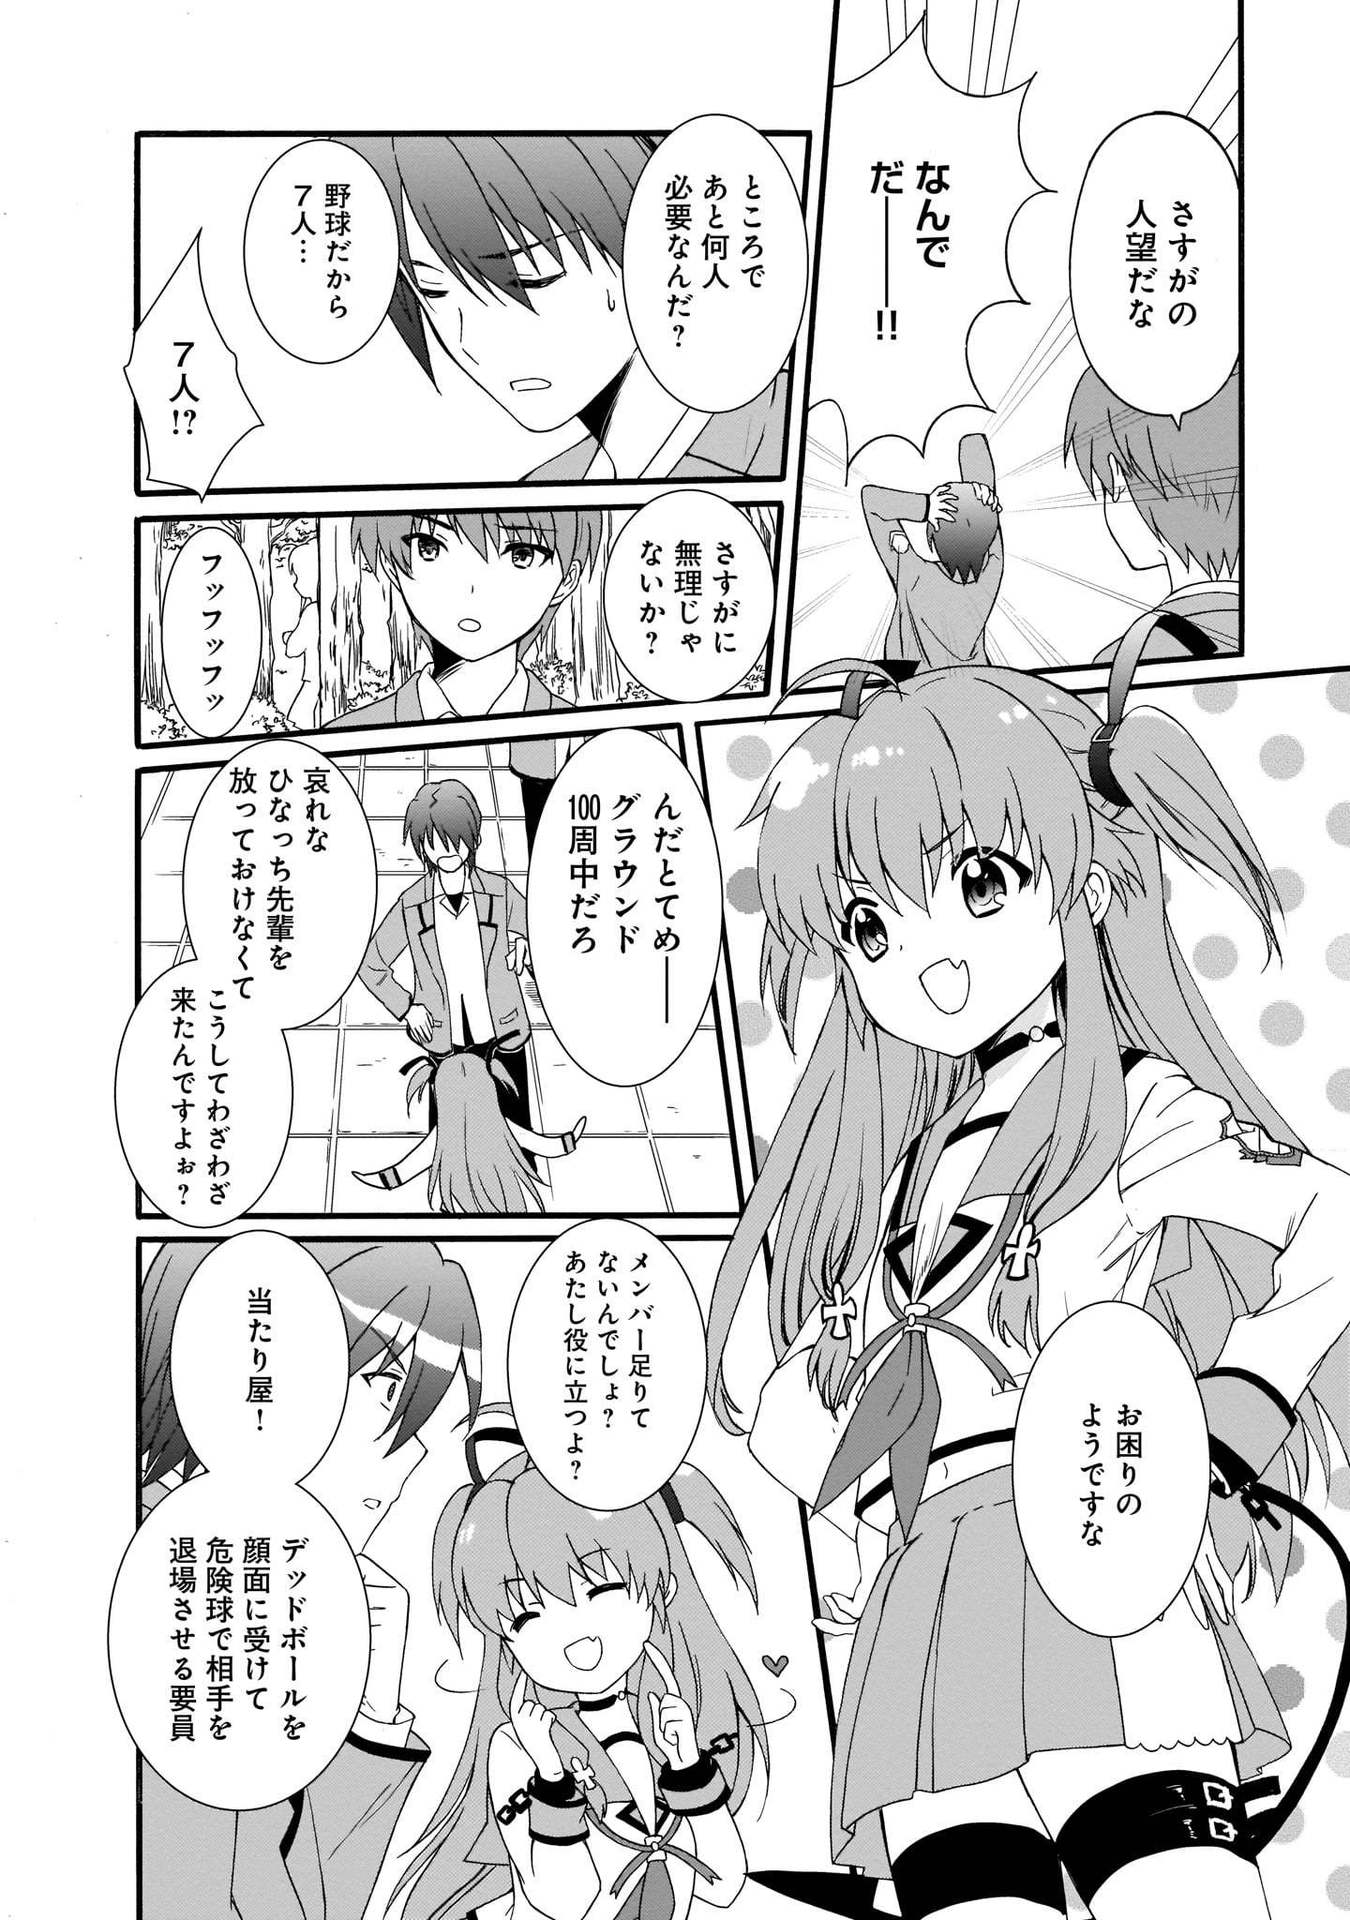 さすがの
人望だな
なんで
だ――――!!
ところで
あと何人
必要なんだ?
野球だから
7人…
7人!?
さすがに
無理じゃ
ないか?
フッフッフッ
お困りの
ようですな
んだとてめ――
グラウンド
100周中だろ
哀れな
ひなっち先輩を
放っておけなくて
こうしてわざわざ
来たんですよぉ?
メンバー足りて
ないんでしょ?
あたし役に立つよ?
当たり屋!
デッドボールを
顔面に受けて
危険球で相手を
退場させる要員